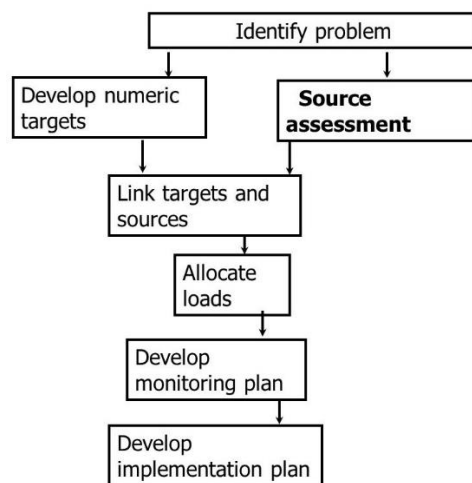 Identify problem
Develop numeric
targets
Source
assessment
Link targets and
sources
Allocate
loads
Develop
monitoring plan
Develop
implementation plan